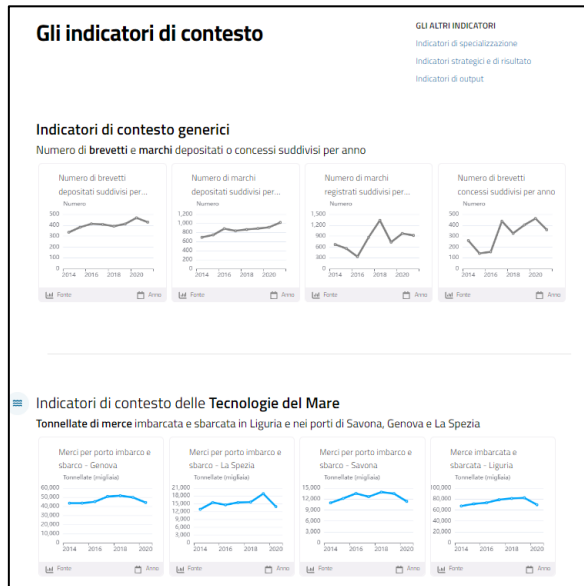 Gli indicatori di contesto
GLI ALTRI INDICATORI
Indicatori di specializzazione
Indicatori strategici e di risultato
Indicatori di output
Indicatori di contesto generici
Numero di brevetti e marchi depositati o concessi suddivisi per anno
Numero di brevetti
depositati suddivisi per...
Numero
500
400
300
200
100
0
2014 2016 2018 2020
Fonte Anno
Numero di marchi
depositati suddivisi per...
Numero
1,200
1,000
800
600
400
200
0
2014 2016 2018 2020
Fonte Anno
Numero di marchi
registrati suddivisi per...
Numero
1,500
1,200
900
600
300
0
2014 2016 2018 2020
Fonte Anno
Numero di brevetti
concessi suddivisi per anno
Numero
500
400
300
200
100
0
2014 2016 2018 2020
Fonte Anno
Indicatori di contesto delle Tecnologie del Mare
Tonnellate di merce imbarcata e sbarcata in Liguria e nei porti di Savona, Genova e La Spezia
Merci per porto imbarco e
sbarco - Genova
Tonnellate (migliaia)
60,000
50,000
40,000
30,000
20,000
10,000
0
2014 2016 2018 2020
Fonte Anno
Merci per porto imbarco e
sbarco - La Spezia
Tonnellate (migliaia)
21,000
18,000
15,000
12,000
9,000
6,000
3,000
0
2014 2016 2018 2020
Fonte Anno
Merci per porto imbarco e
sbarco - Savona
Tonnellate (migliaia)
15,000
12,000
9,000
6,000
3,000
0
2014 2016 2018 2020
Fonte Anno
Merce imbarcata e
sbarcata - Liguria
Tonnellate (migliaia)
100,000
80,000
60,000
40,000
20,000
0
2014 2016 2018 2020
Fonte Anno